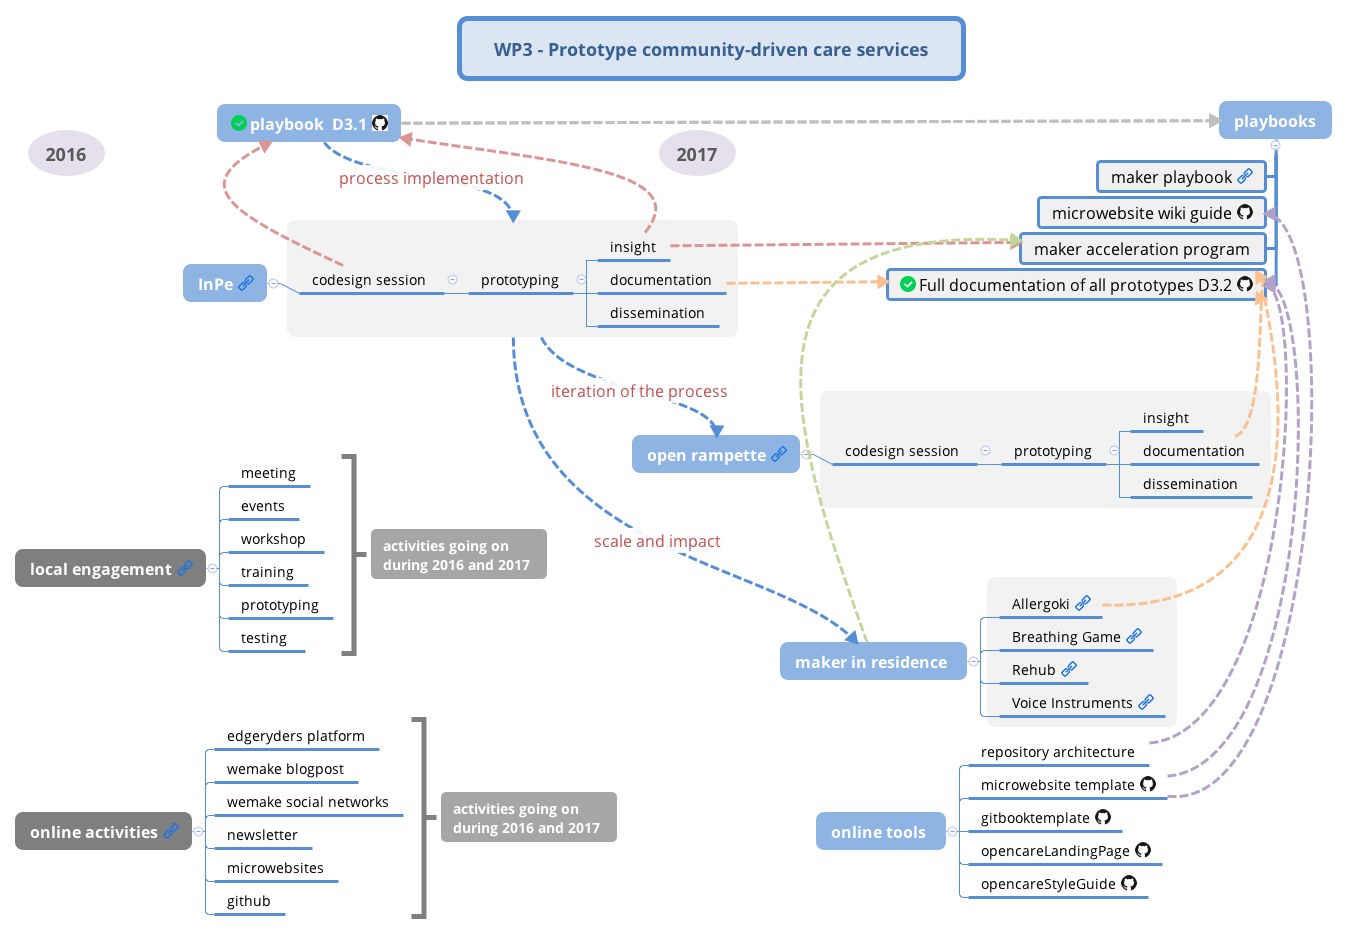 WP3 - Prototype community-driven care services
playbook D3.1
playbooks
2016
2017
process implementation
maker playbook
microwebsite wiki guide
maker acceleration program
Full documentation of all prototypes D3.2
InPe
codesign session
prototyping
insight
documentation
dissemination
iteration of the process
open rampette
codesign session
prototyping
insight
documentation
dissemination
scale and impact
local engagement
meeting
events
workshop
training
prototyping
testing
activities going on
during 2016 and 2017
maker in residence
Allergoki
Breathing Game
Rehub
Voice Instruments
online activities
edgeryders platform
wemake blogpost
wemake social networks
newsletter
microwebsites
github
activities going on
during 2016 and 2017
online tools
repository architecture
microwebsite template
gitbooktemplate
opencareLandingPage
opencareStyleGuide